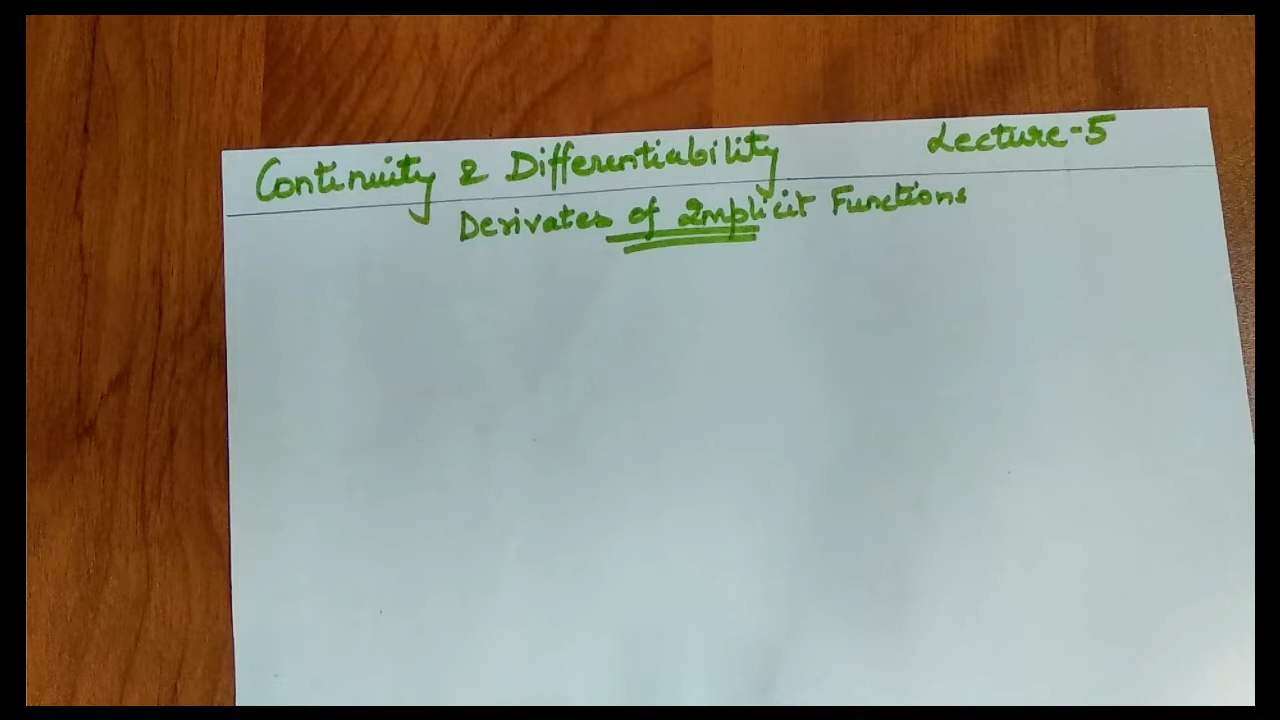 Continuity & Differentiability Lecture-5
Derivates of Implicit Functions